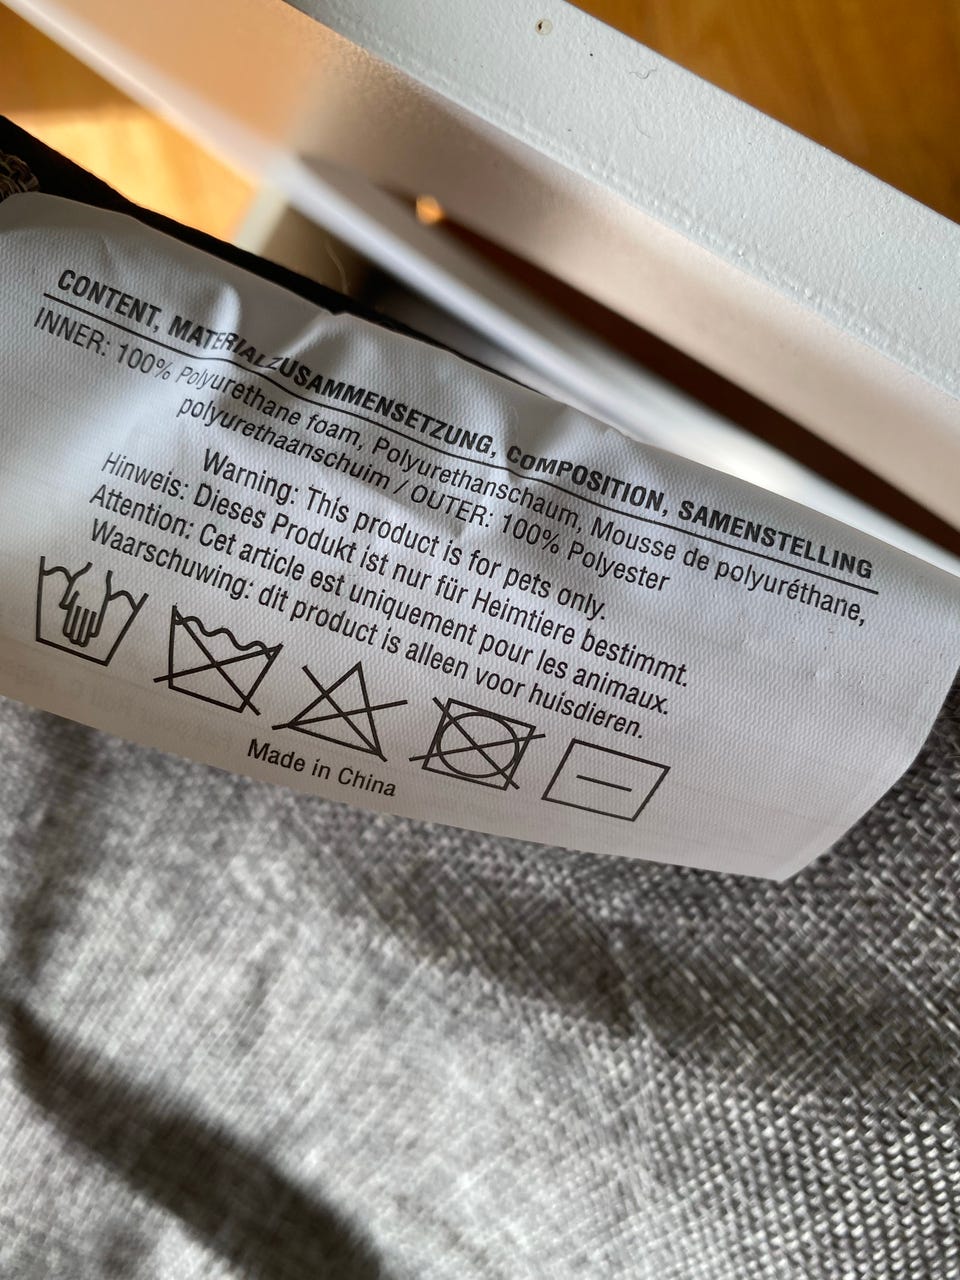 CONTENT, MATERIALZUSAMMENSETZUNG, COMPOSITION, SAMENSTELLING
INNER: 100% Polyurethane foam, Polyurethanschaum, Mousse de polyuréthane,
polyurethaanschuim / OUTER: 100% Polyester
Warning: This product is for pets only.
Hinweis: Dieses Produkt ist nur für Heimtiere bestimmt.
Attention: Cet article est uniquement pour les animaux.
Waarschuwing: dit product is alleen voor huisdieren.
Made in China